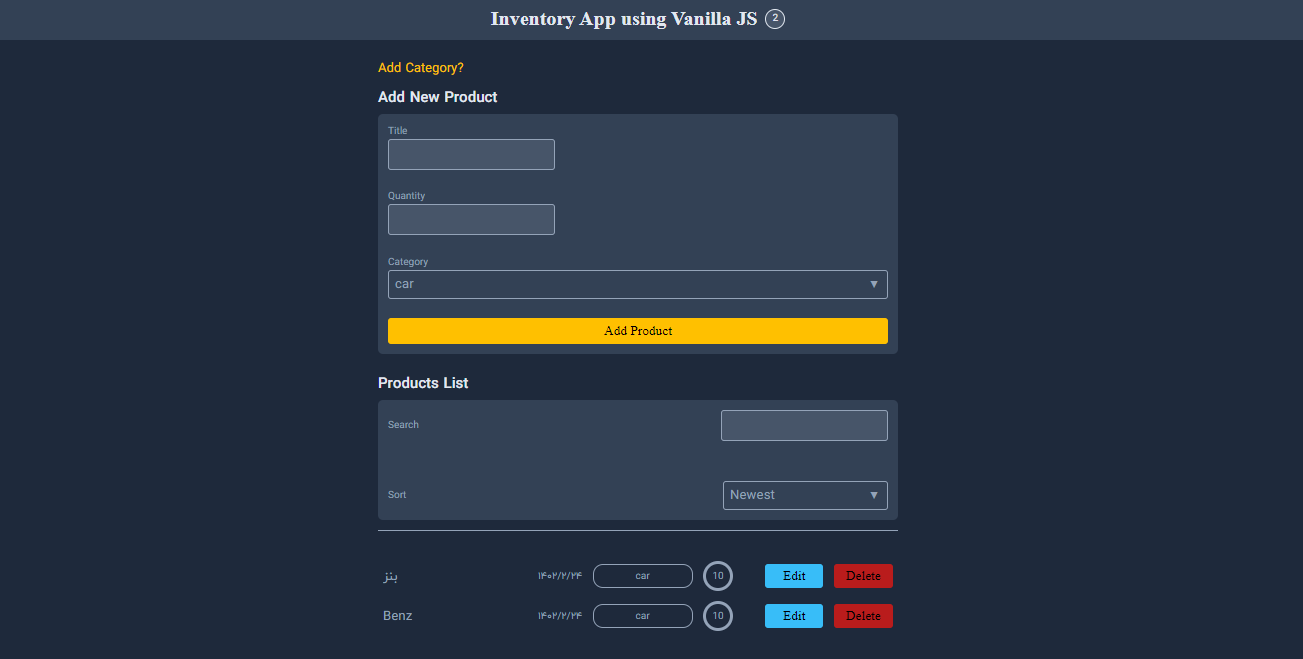 Inventory App using Vanilla JS 2
Add Category?
Add New Product
Title
Quantity
Category
car ▼
Add Product
Products List
Search
Sort
Newest ▼
بنز ۱۴۰۲/۲/۲۴ car 10 Edit Delete
Benz ۱۴۰۲/۲/۲۴ car 10 Edit Delete